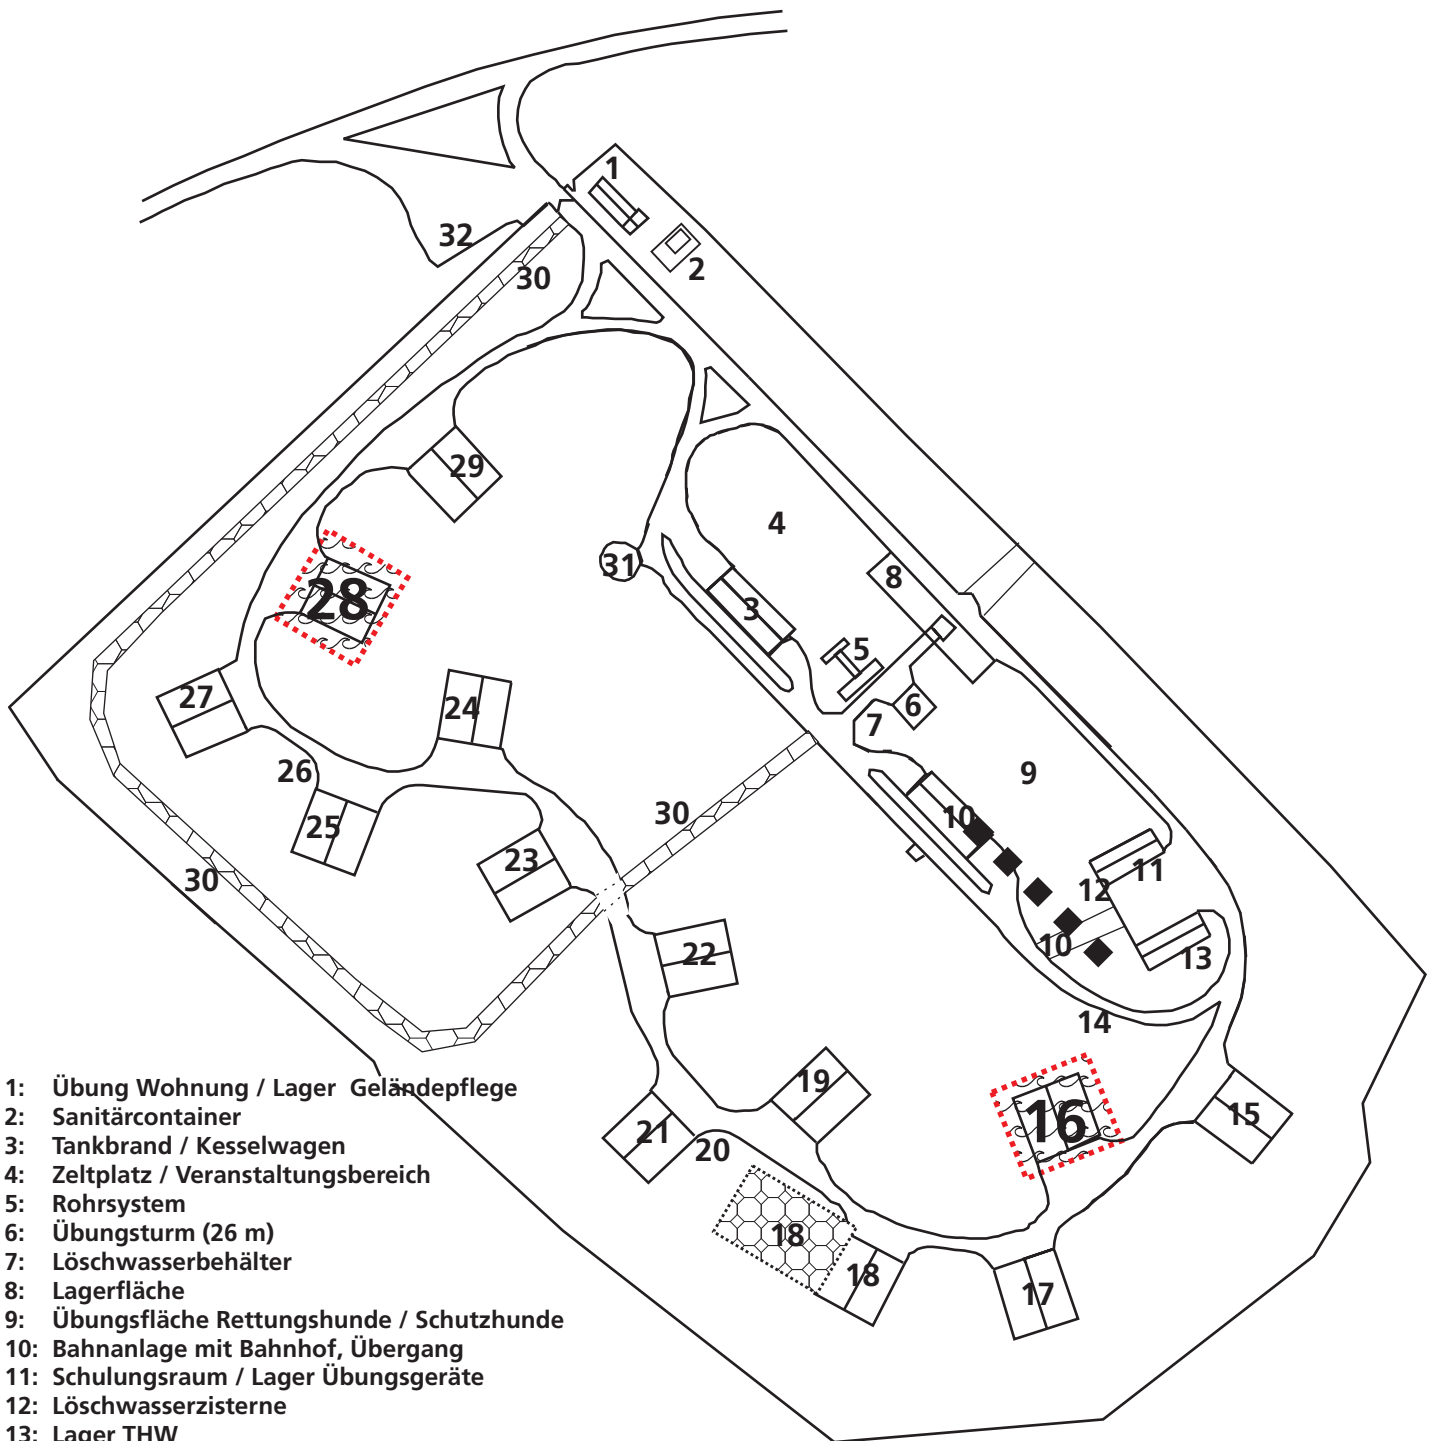 1
2
32
30
29
4
31
8
3
5
28
6
27
24
7
26
9
30
10
25
23
11
30
12
10
22
13
14
19
16
15
21
20
18
18
17
1: Übung Wohnung / Lager Geländepflege
2: Sanitärcontainer
3: Tankbrand / Kesselwagen
4: Zeltplatz / Veranstaltungsbereich
5: Rohrsystem
6: Übungsturm (26 m)
7: Löschwasserbehälter
8: Lagerfläche
9: Übungsfläche Rettungshunde / Schutzhunde
10: Bahnanlage mit Bahnhof, Übergang
11: Schulungsraum / Lager Übungsgeräte
12: Löschwasserzisterne
13: Lager THW